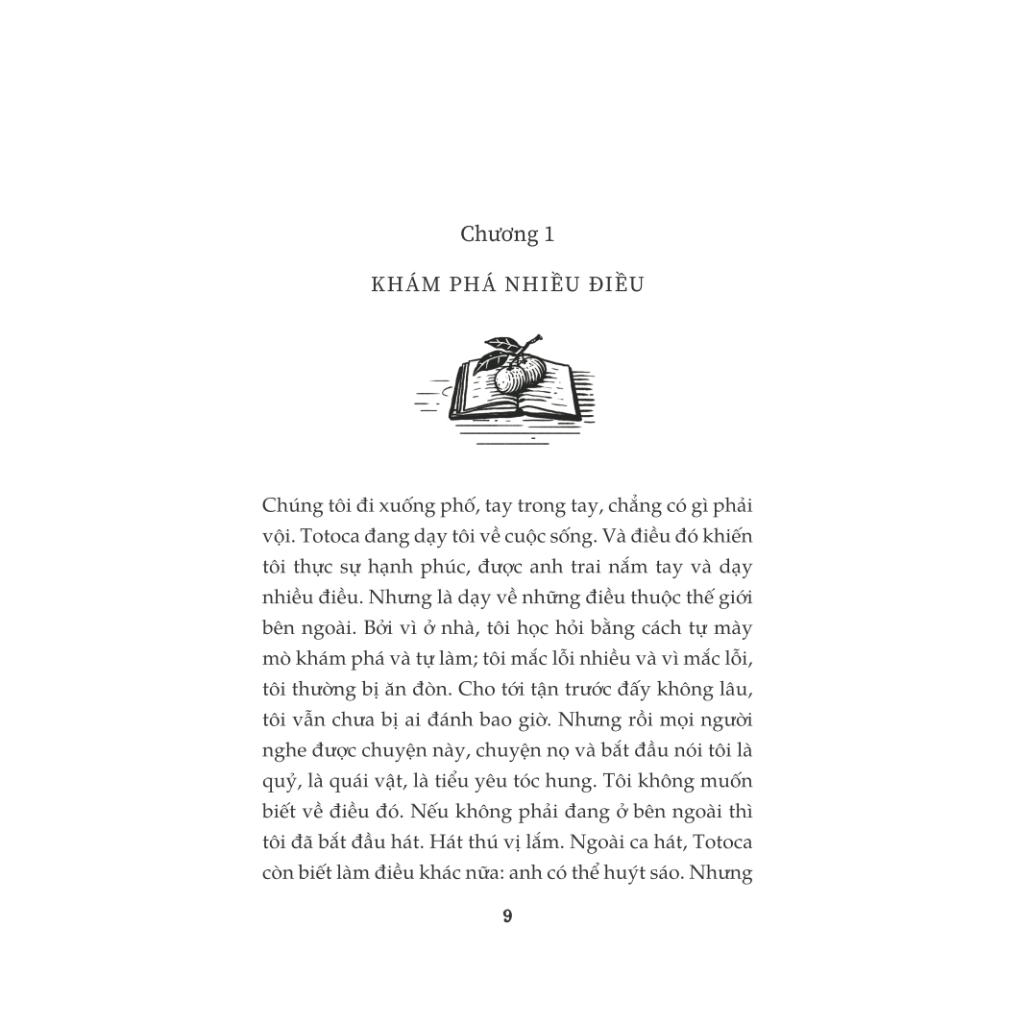 Chương 1
KHÁM PHÁ NHIỀU ĐIỀU
Chúng tôi đi xuống phố, tay trong tay, chẳng có gì phải
vội. Totoca đang dạy tôi về cuộc sống. Và điều đó khiến
tôi thực sự hạnh phúc, được anh trai nắm tay và dạy
nhiều điều. Nhưng là dạy về những điều thuộc thế giới
bên ngoài. Bởi vì ở nhà, tôi học hỏi bằng cách tự mày
mò khám phá và tự làm; tôi mắc lỗi nhiều và vì mắc lỗi,
tôi thường bị ăn đòn. Cho tới tận trước đấy không lâu,
tôi vẫn chưa bị ai đánh bao giờ. Nhưng rồi mọi người
nghe được chuyện này, chuyện nọ và bắt đầu nói tôi là
quỷ, là quái vật, là tiểu yêu tóc hung. Tôi không muốn
biết về điều đó. Nếu không phải đang ở bên ngoài thì
tôi đã bắt đầu hát. Hát thú vị lắm. Ngoài ca hát, Totoca
còn biết làm điều khác nữa: anh có thể huýt sáo. Nhưng
9